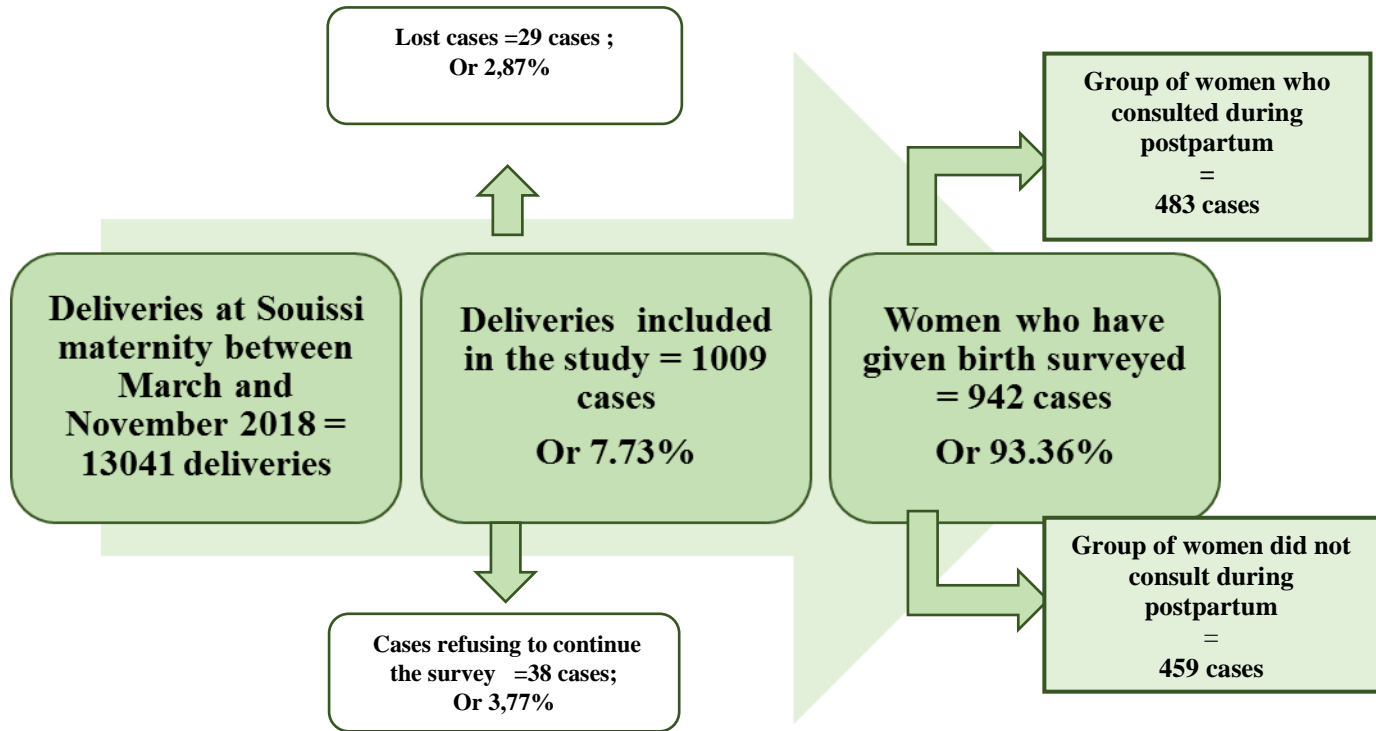 Lost cases =29 cases ;
Or 2,87%
Group of women who
consulted during
postpartum
=
483 cases
Deliveries at Souissi
maternity between
March and
November 2018 =
13041 deliveries
Deliveries included
in the study = 1009
cases
Or 7.73%
Women who have
given birth surveyed
= 942 cases
Or 93.36%
Cases refusing to continue
the survey =38 cases;
Or 3,77%
Group of women did not
consult during
postpartum
=
459 cases